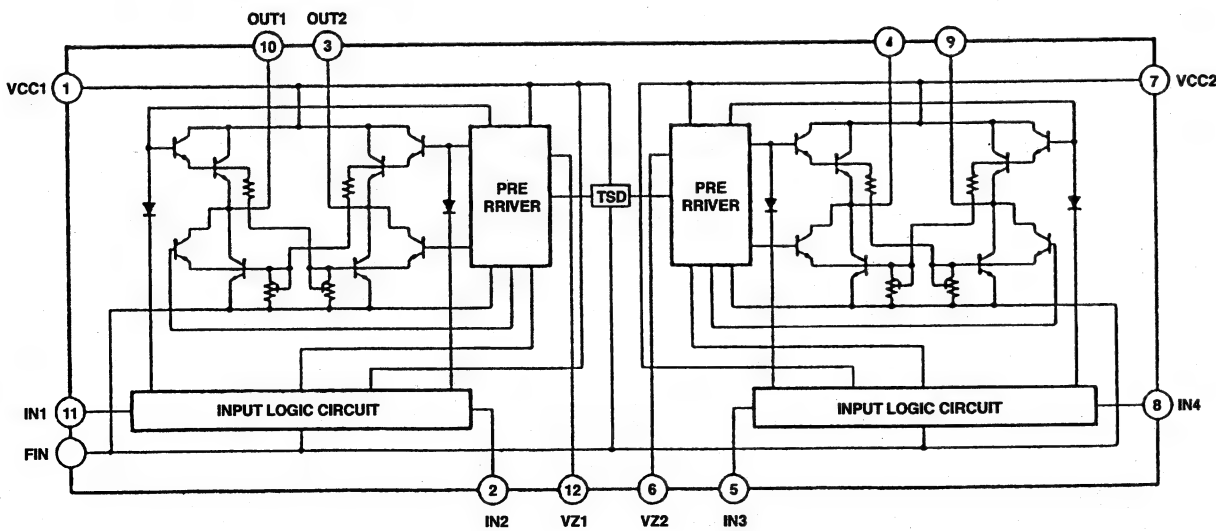 OUT1 OUT2
10 3 4 9
VCC1 1 7 VCC2
PRE
RRIVER
TSD
PRE
RRIVER
IN1 11 INPUT LOGIC CIRCUIT INPUT LOGIC CIRCUIT 8 IN4
FIN
2 12 6 5
IN2 VZ1 VZ2 IN3